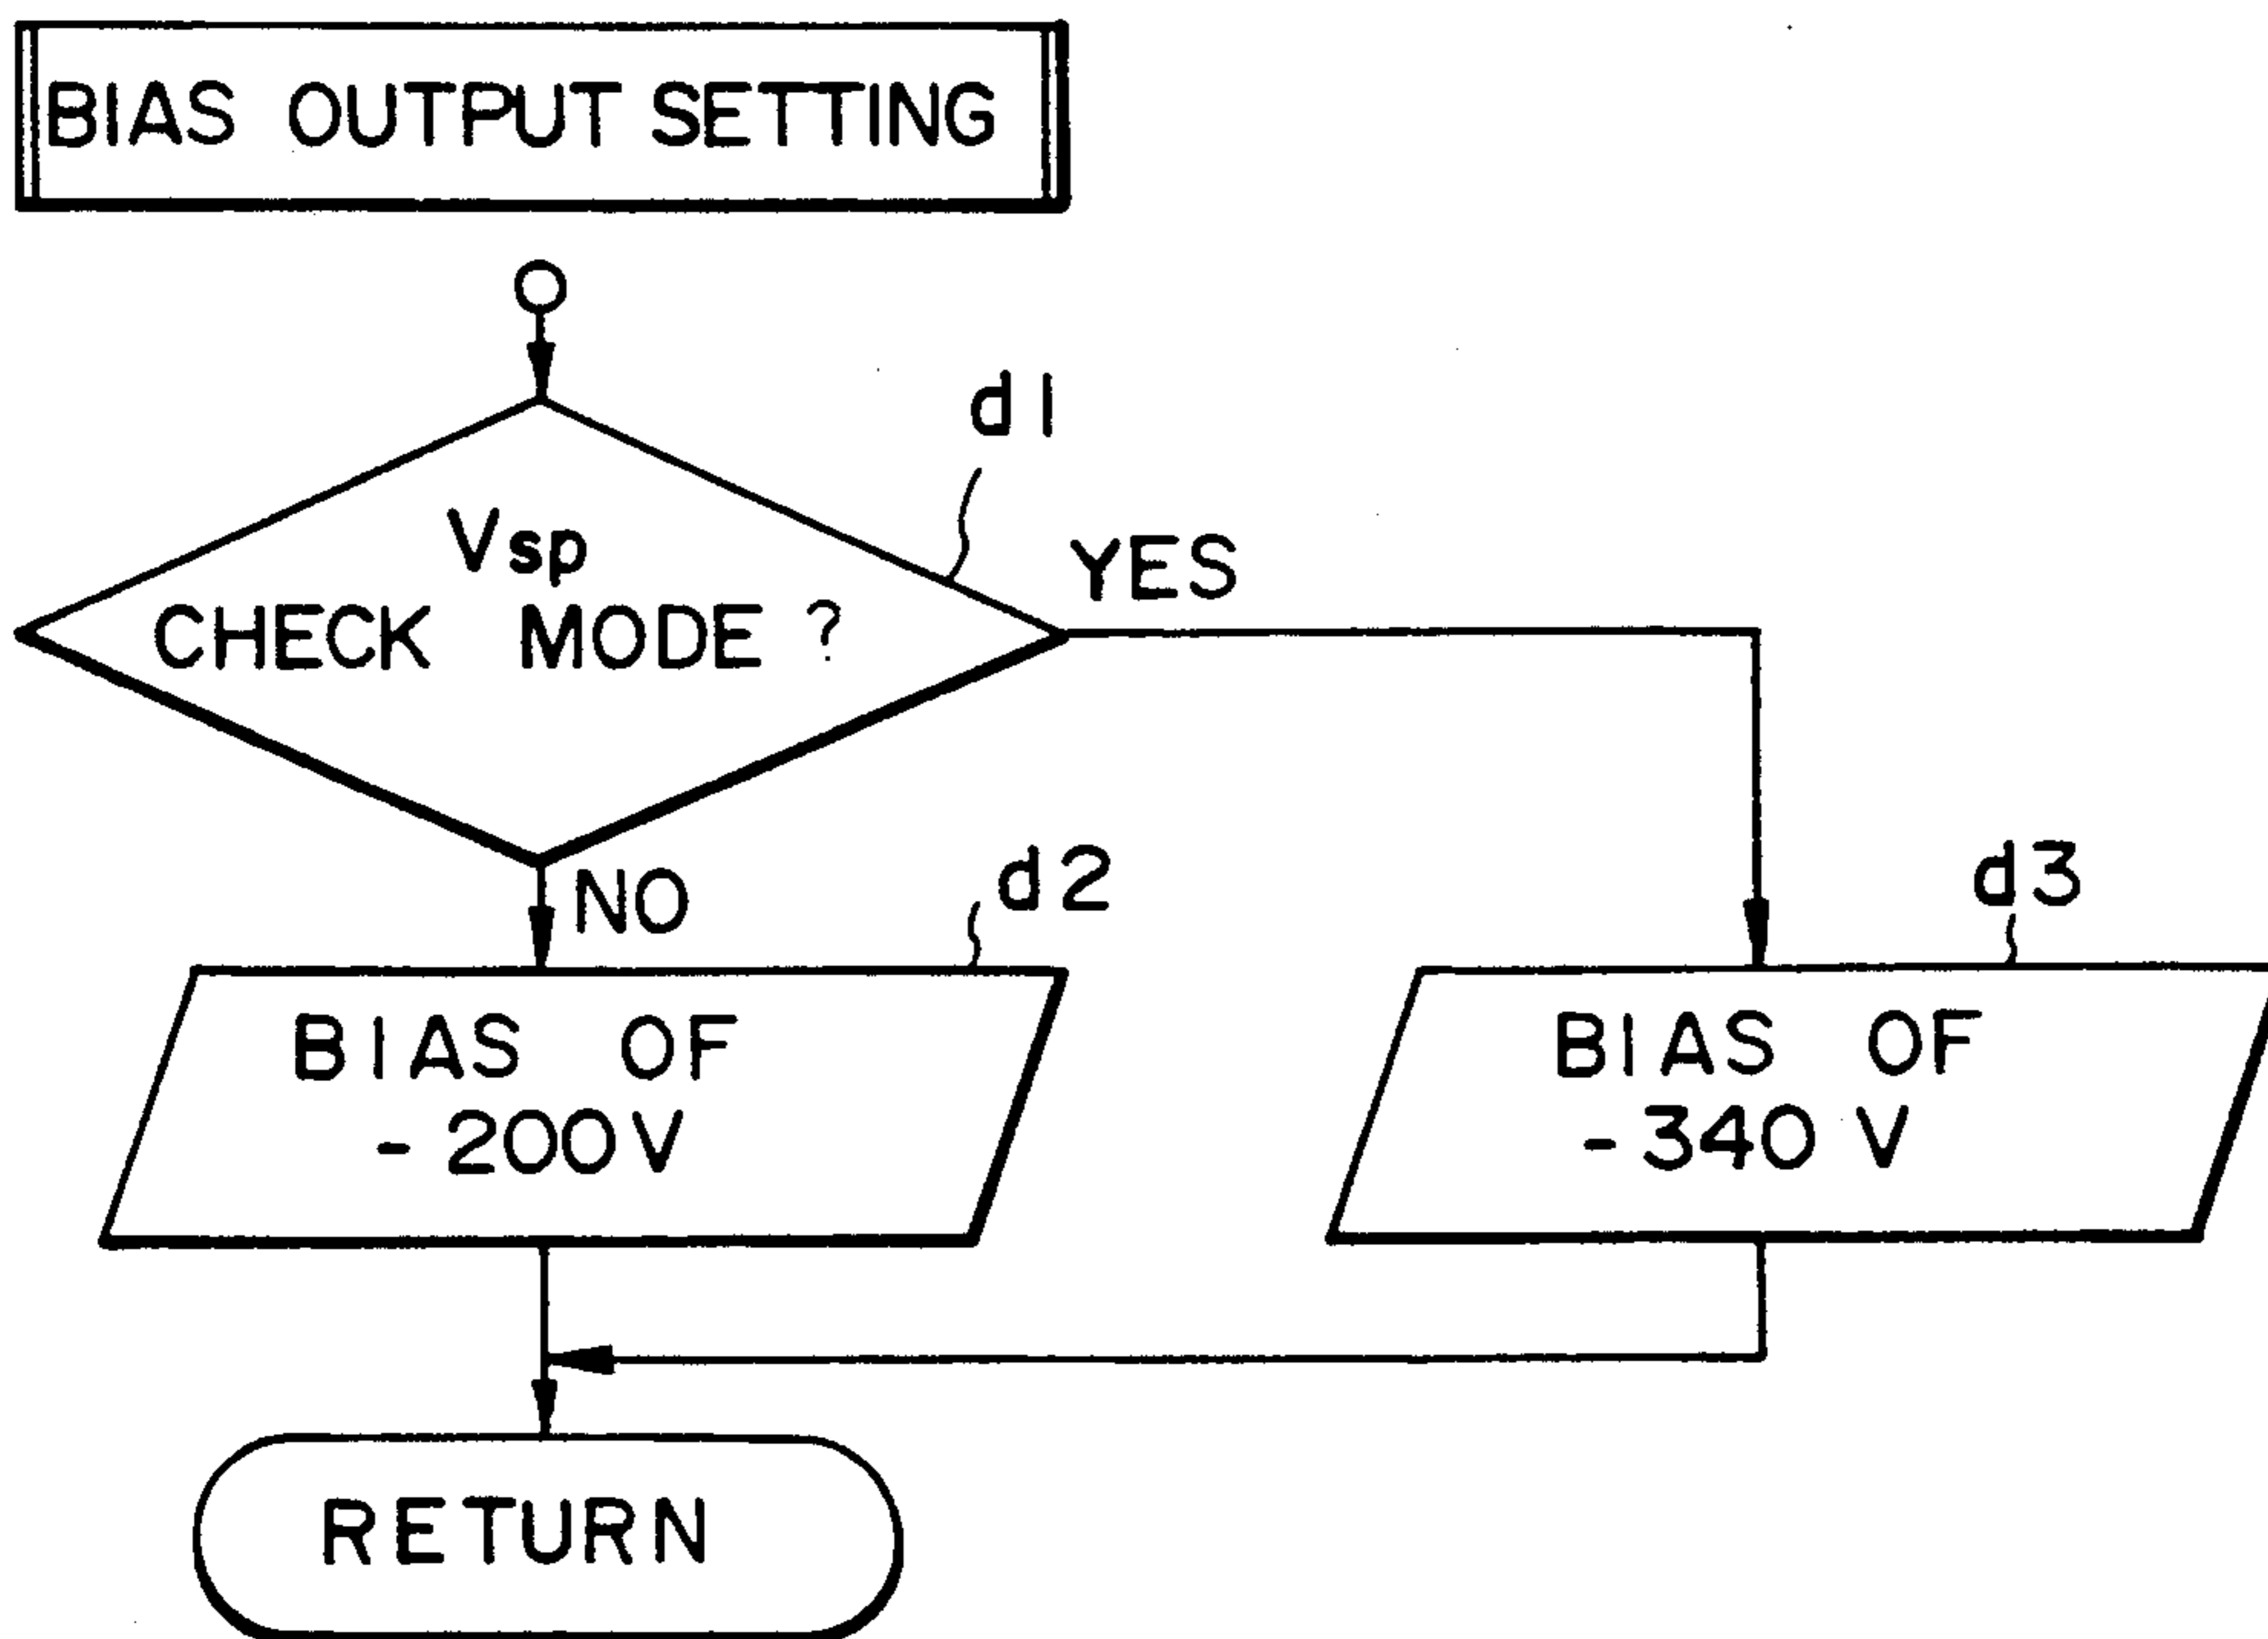 BIAS OUTPUT SETTING
d1
Vsp
CHECK MODE ?
YES
NO
d2
d3
BIAS OF
-200V
BIAS OF
-340 V
RETURN